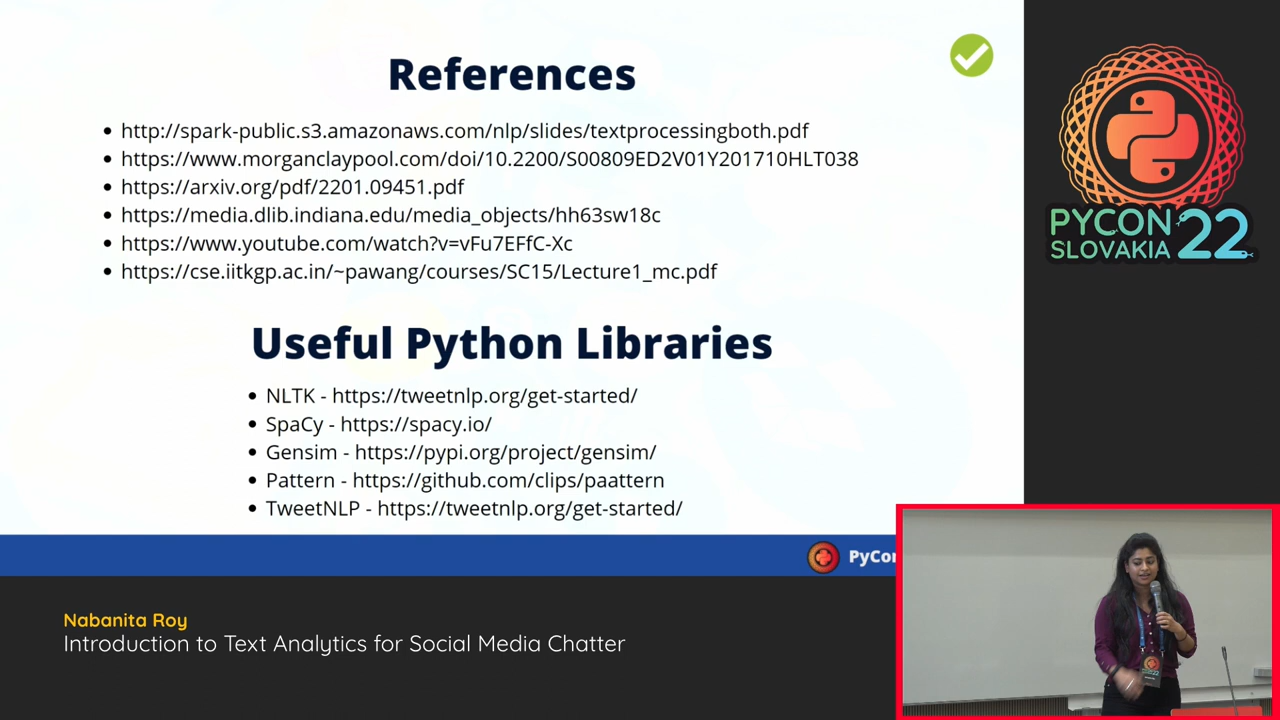 References
• http://spark-public.s3.amazonaws.com/nlp/slides/textprocessingboth.pdf
• https://www.morganclaypool.com/doi/10.2200/S00809ED2V01Y201710HLT038
• https://arxiv.org/pdf/2201.09451.pdf
• https://media.dlib.indiana.edu/media_objects/hh63sw18c
• https://www.youtube.com/watch?v=vFu7EFfC-Xc
• https://cse.iitkgp.ac.in/~pawang/courses/SC15/Lecture1_mc.pdf
Useful Python Libraries
• NLTK - https://tweetnlp.org/get-started/
• SpaCy - https://spacy.io/
• Gensim - https://pypi.org/project/gensim/
• Pattern - https://github.com/clips/paattern
• TweetNLP - https://tweetnlp.org/get-started/
PyCon
PYCON 22
SLOVAKIA
Nabanita Roy
Introduction to Text Analytics for Social Media Chatter